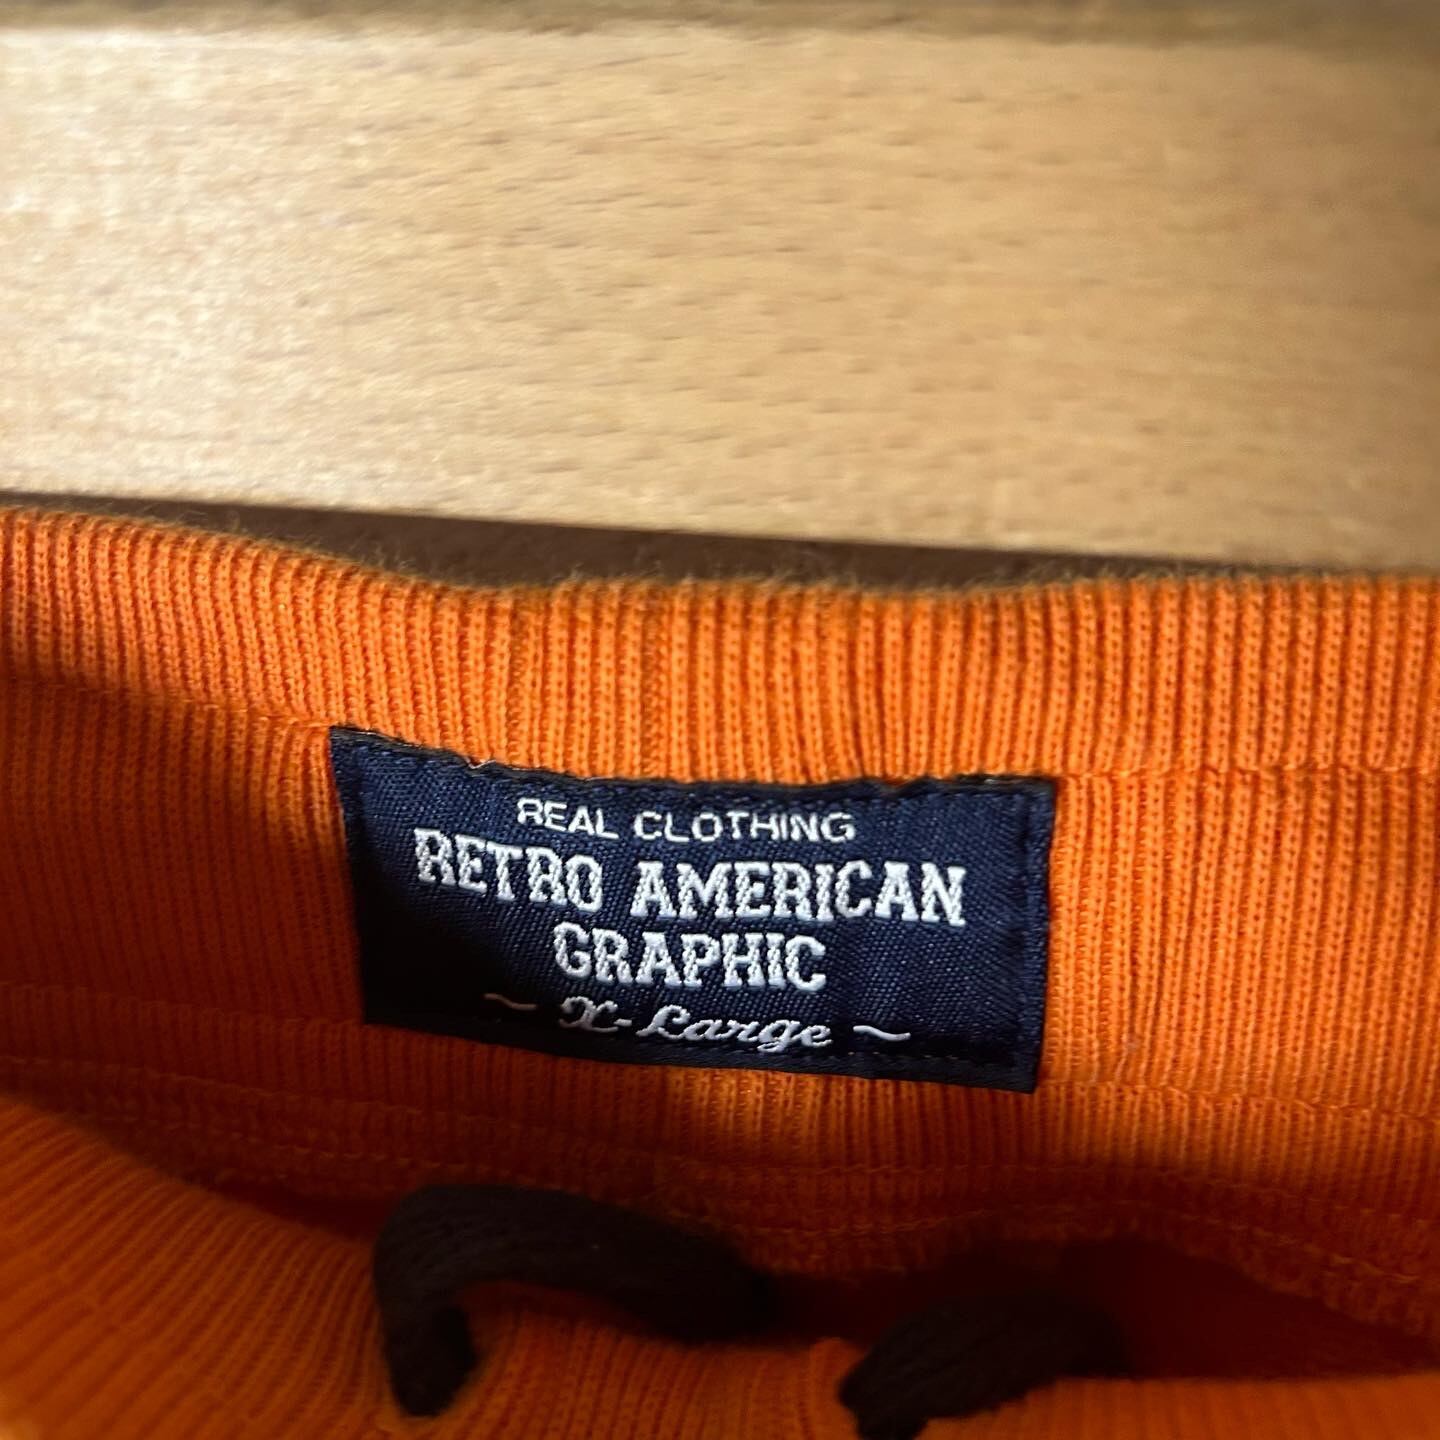 REAL CLOTHING
RETRO AMERICAN
GRAPHIC
~ X-Large ~